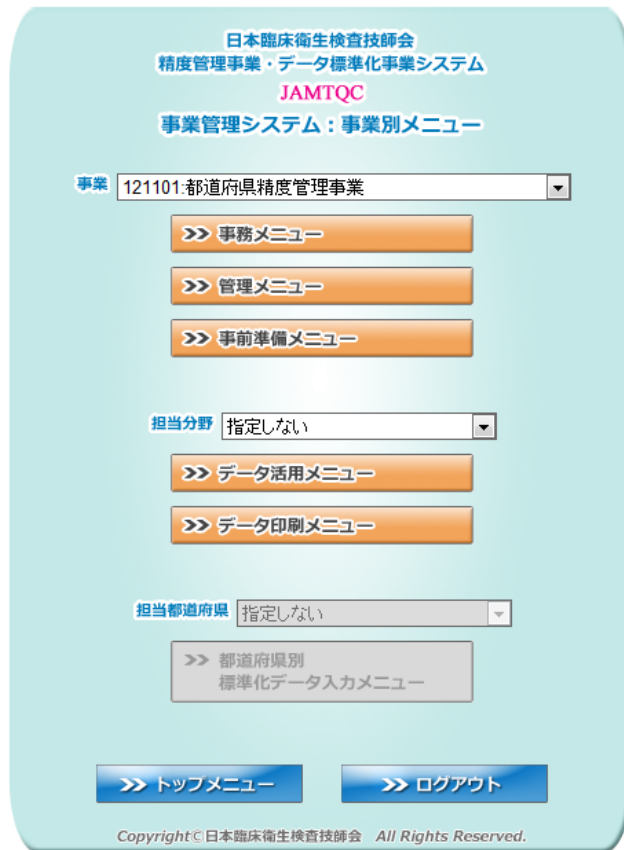 日本臨床衛生検査技師会
精度管理事業・データ標準化事業システム
JAMTQC
事業管理システム：事業別メニュー
事業 121101:都道府県精度管理事業
>> 事務メニュー
>> 管理メニュー
>> 事前準備メニュー
担当分野 指定しない
>> データ活用メニュー
>> データ印刷メニュー
担当都道府県 指定しない
>> 都道府県別
標準化データ入力メニュー
>> トップメニュー >> ログアウト
Copyright©日本臨床衛生検査技師会 All Rights Reserved.